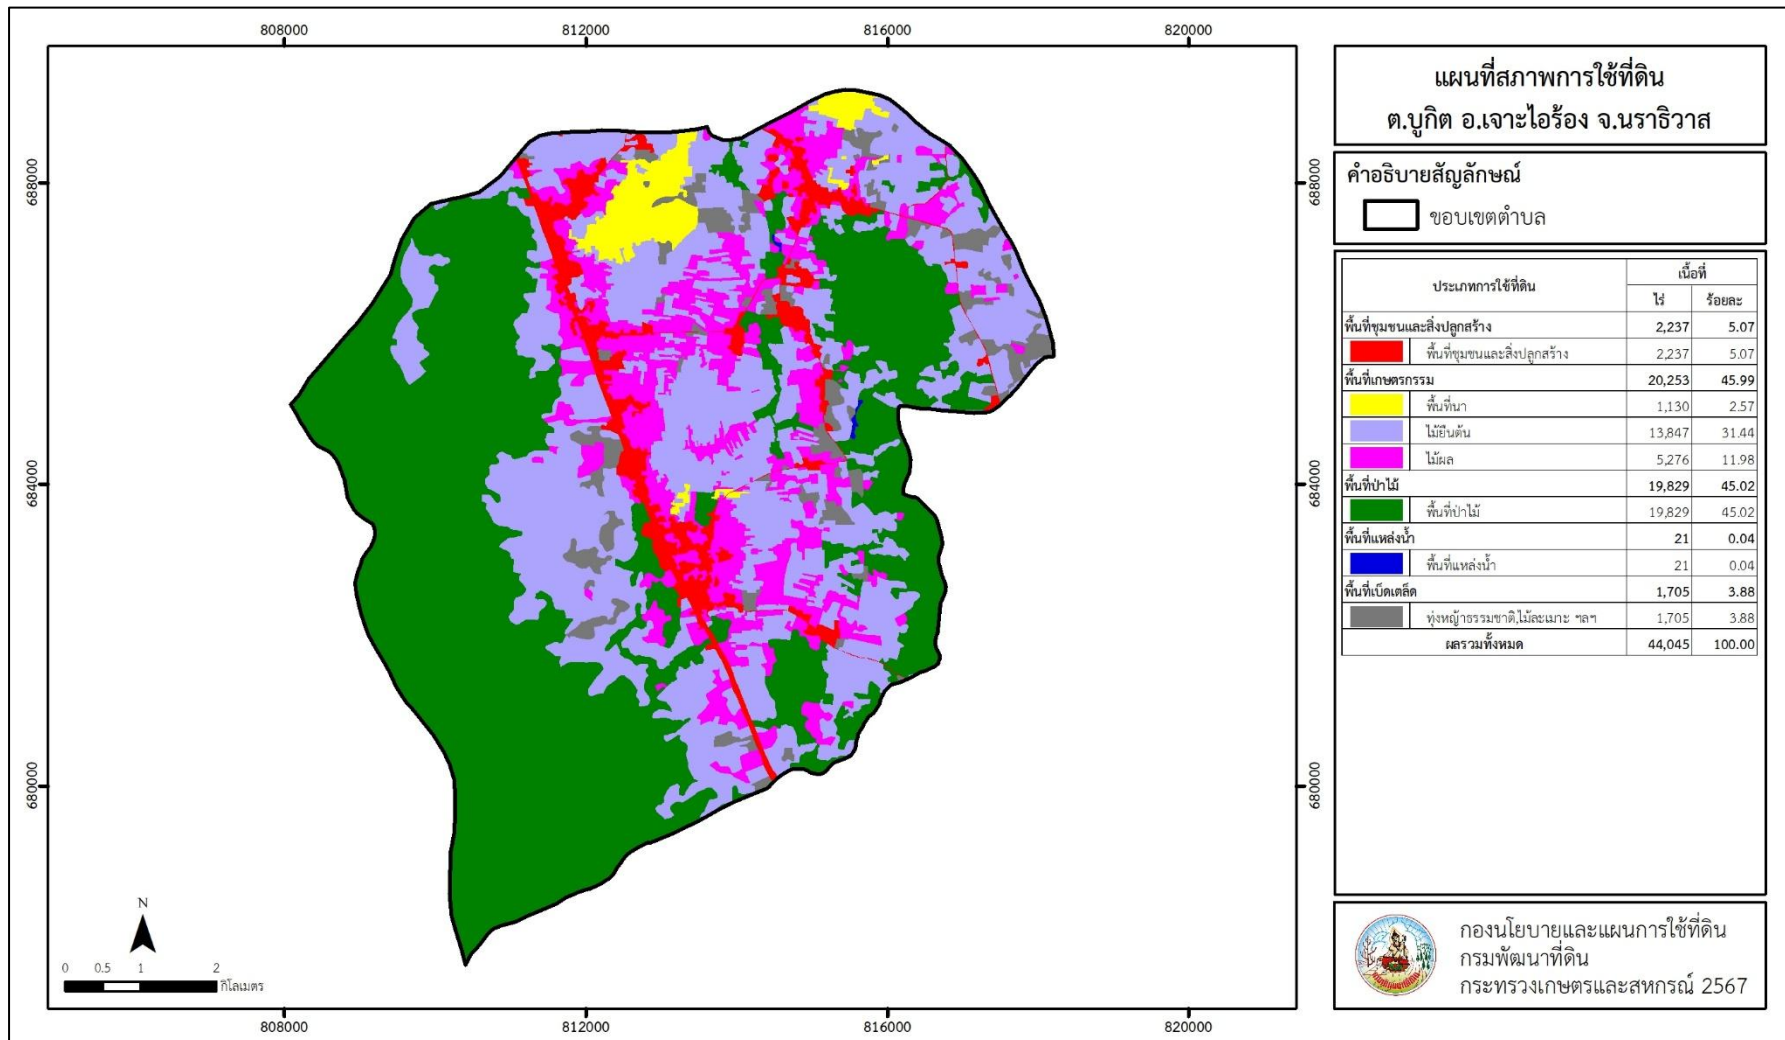 808000
812000
816000
820000
688000
688000
684000
684000
680000
680000
808000
812000
816000
820000
N
0 0.5 1 2
กิโลเมตร
แผนที่สภาพการใช้ที่ดิน
ต.บูกิต อ.เจาะไอร้อง จ.นราธิวาส
คำอธิบายสัญลักษณ์
ขอบเขตตำบล
ประเภทการใช้ที่ดิน เนื้อที่
ไร่ ร้อยละ
พื้นที่ชุมชนและสิ่งปลูกสร้าง 2,237 5.07
พื้นที่ชุมชนและสิ่งปลูกสร้าง 2,237 5.07
พื้นที่เกษตรกรรม 20,253 45.99
พื้นที่นา 1,130 2.57
ไม้ยืนต้น 13,847 31.44
ไม้ผล 5,276 11.98
พื้นที่ป่าไม้ 19,829 45.02
พื้นที่ป่าไม้ 19,829 45.02
พื้นที่แหล่งน้ำ 21 0.04
พื้นที่แหล่งน้ำ 21 0.04
พื้นที่เบ็ดเตล็ด 1,705 3.88
ทุ่งหญ้าธรรมชาติ,ไม้ละเมาะ ฯลฯ 1,705 3.88
ผลรวมทั้งหมด 44,045 100.00
กองนโยบายและแผนการใช้ที่ดิน
กรมพัฒนาที่ดิน
กระทรวงเกษตรและสหกรณ์ 2567